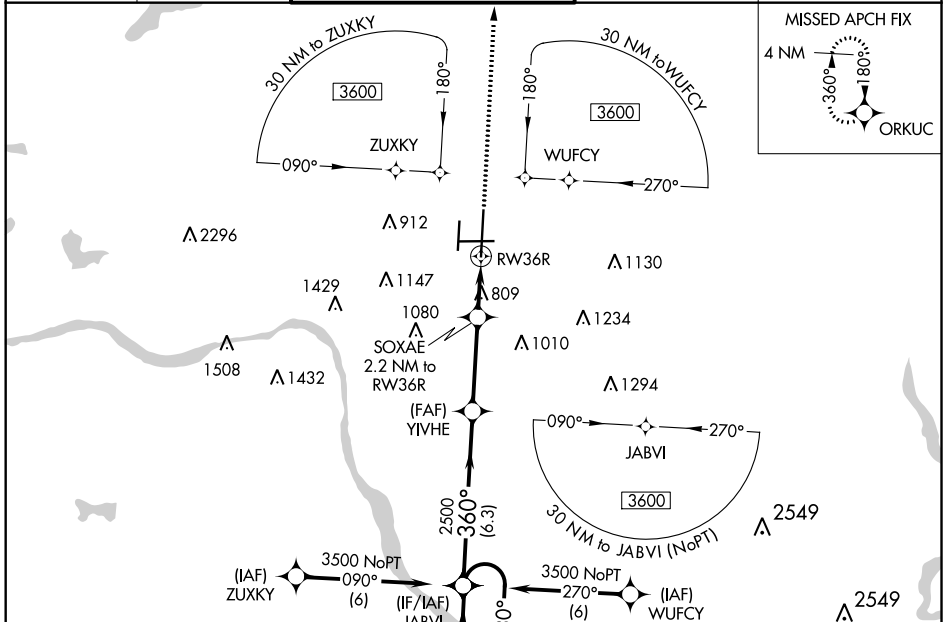 MISSED APCH FIX
4 NM
360°
180°
ORKUC
30 NM to ZUXKY
3600
180°
ZUXKY
090°
30 NM to WUFCY
180°
3600
WUFCY
270°
2296
912
RW36R
1130
1147
1429
809
1080
1234
SOXAE
2.2 NM to
RW36R
1010
1508
1432
1294
(FAF)
YIVHE
090°
270°
JABVI
3600
30 NM to JABVI (NoPT)
2549
2500
360°
(6.3)
(IAF)
ZUXKY
3500 NoPT
090°
(6)
(IF/IAF)
JABVI
3500 NoPT
270°
(6)
(IAF)
WUFCY
2549